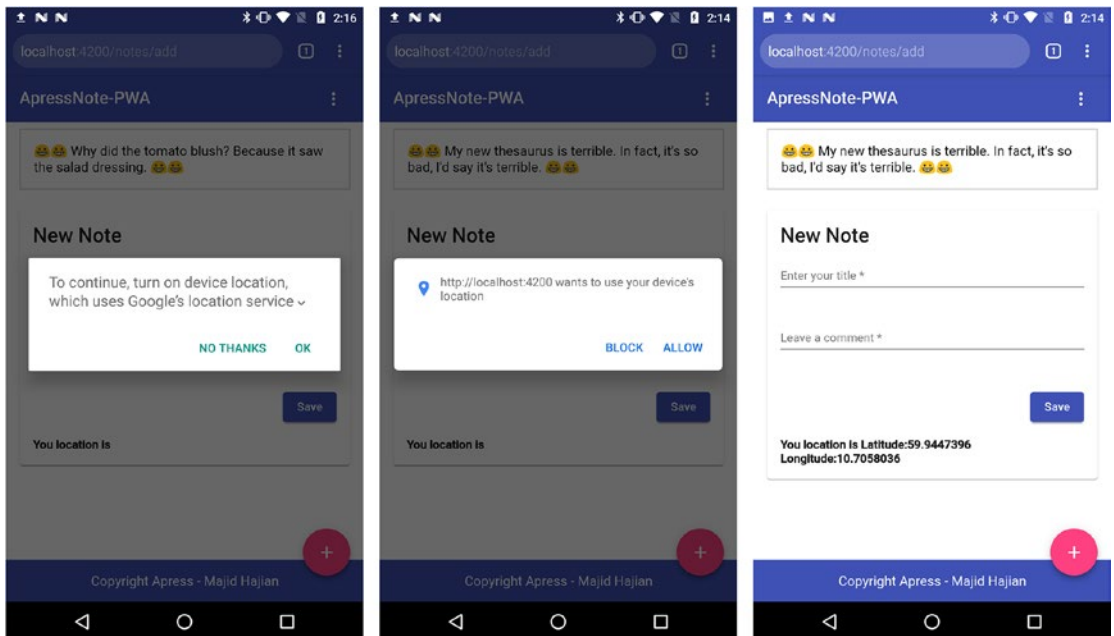 2:16
localhost:4200/notes/add
1
ApressNote-PWA
😂😂 Why did the tomato blush? Because it saw
the salad dressing. 😂😂
New Note
To continue, turn on device location,
which uses Google's location service
NO THANKS OK
Save
You location is
Copyright Apress - Majid Hajian
2:14
localhost:4200/notes/add
1
ApressNote-PWA
😂😂 My new thesaurus is terrible. In fact, it's so
bad, I'd say it's terrible. 😂😂
New Note
http://localhost:4200 wants to use your device's
location
BLOCK ALLOW
Save
You location is
Copyright Apress - Majid Hajian
2:14
localhost:4200/notes/add
1
ApressNote-PWA
😂😂 My new thesaurus is terrible. In fact, it's so
bad, I'd say it's terrible. 😂😂
New Note
Enter your title *
Leave a comment *
Save
You location is Latitude:59.9447396
Longitude:10.7058036
+
Copyright Apress - Majid Hajian